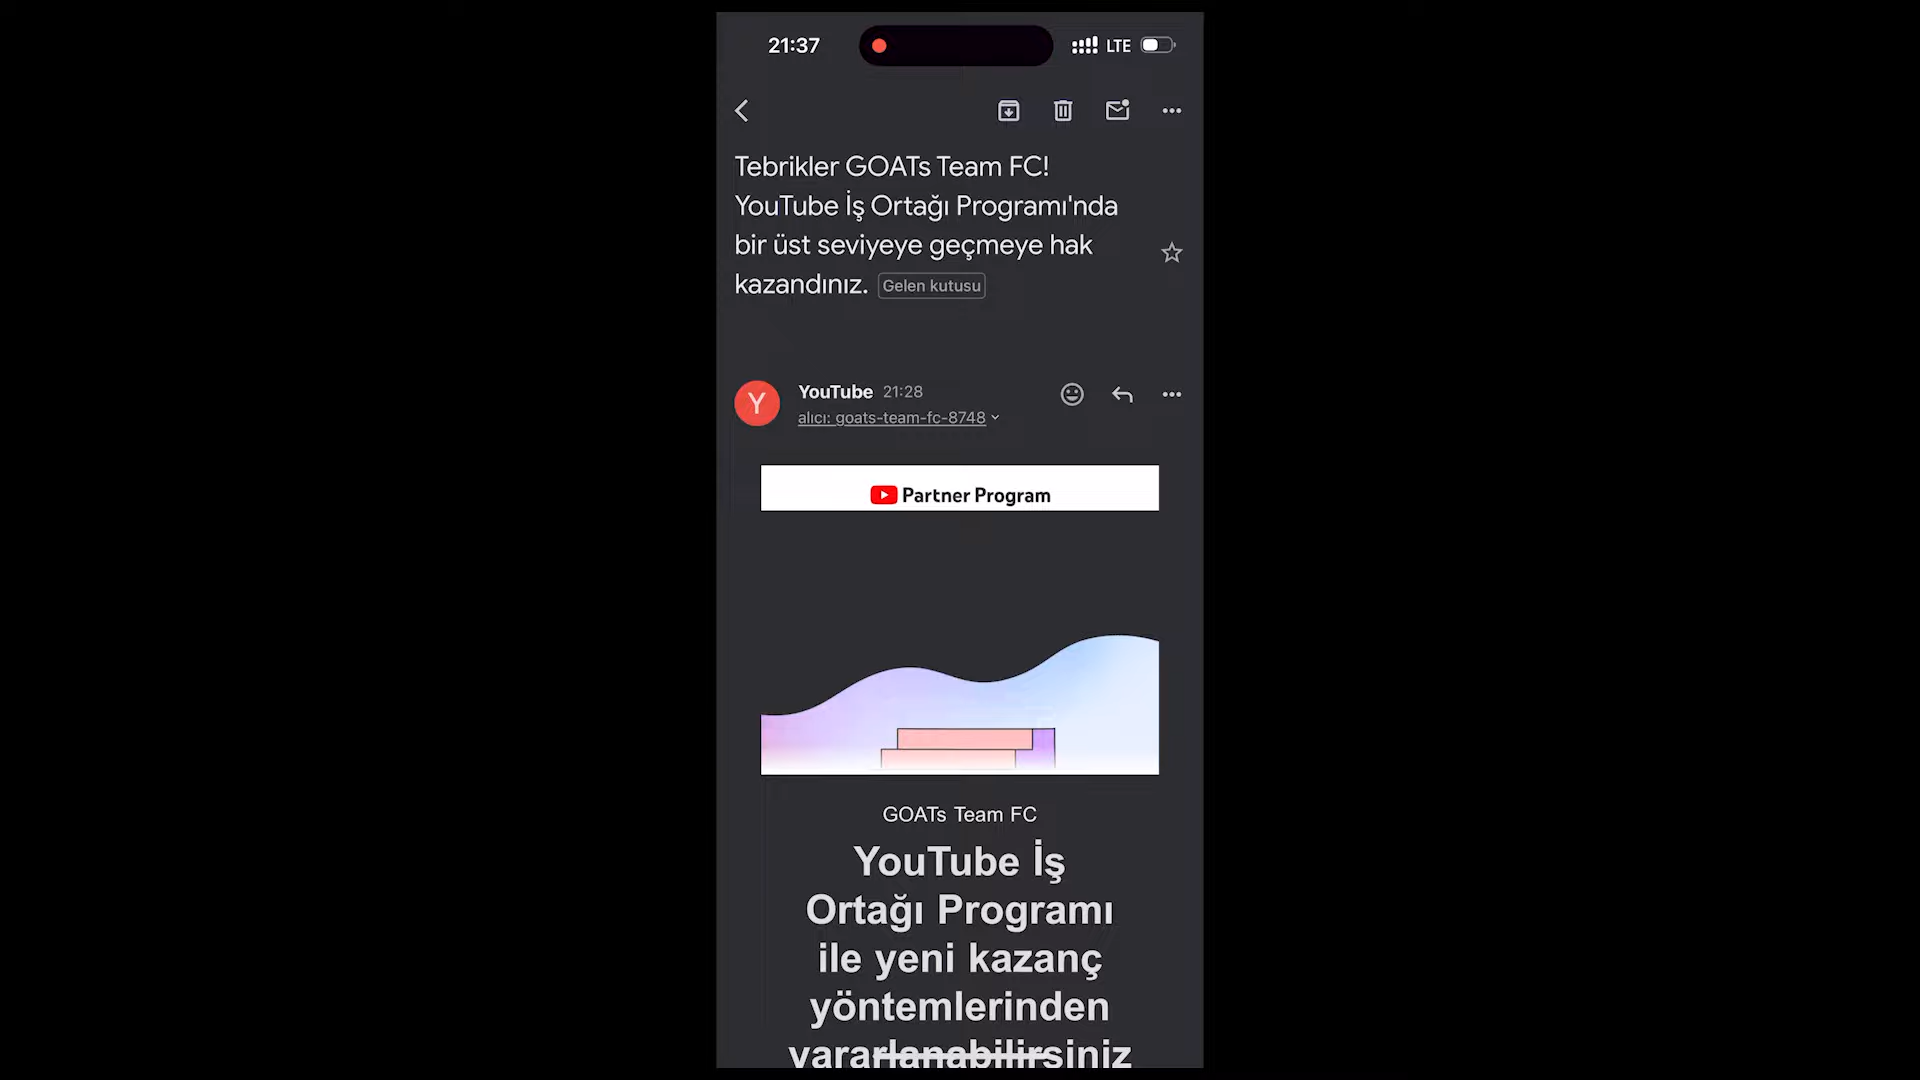 21:37 LTE
Tebrikler GOATs Team FC!
YouTube İş Ortağı Programı'nda
bir üst seviyeye geçmeye hak
kazandınız. Gelen kutusu
Y
YouTube 21:28
alıcı: goats-team-fc-8748
Partner Program
GOATs Team FC
YouTube İş
Ortağı Programı
ile yeni kazanç
yöntemlerinden
yararlanabilirsiniz